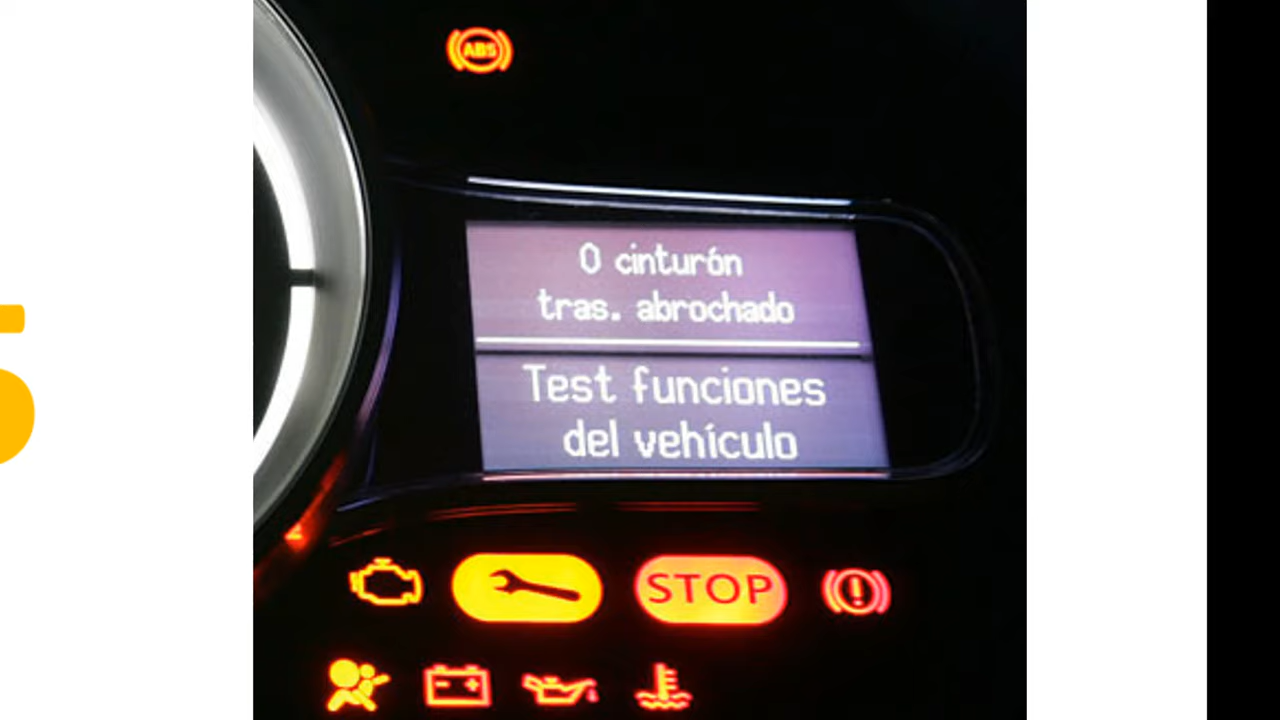 ABS
0 cinturón
tras. abrochado
Test funciones
del vehículo
STOP